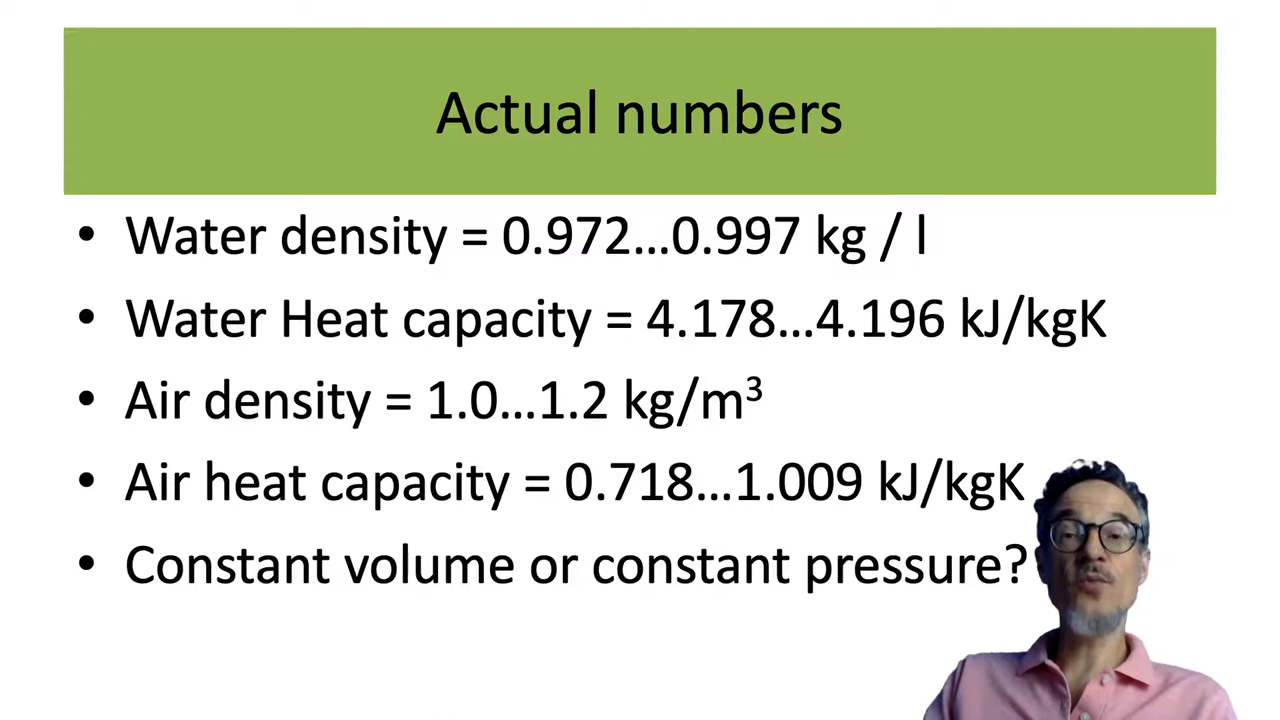 Actual numbers
• Water density = 0.972...0.997 kg / l
• Water Heat capacity = 4.178...4.196 kJ/kgK
• Air density = 1.0...1.2 kg/m³
• Air heat capacity = 0.718...1.009 kJ/kgK
• Constant volume or constant pressure?